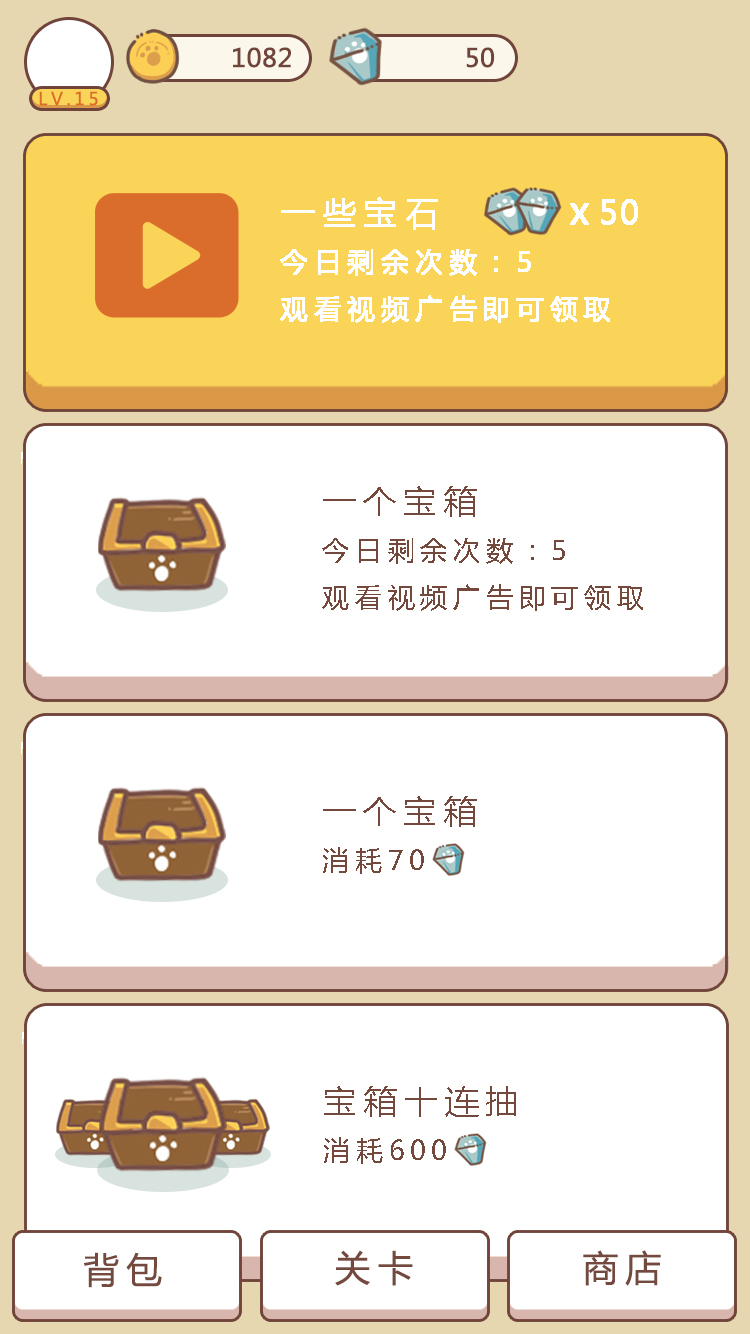 LV.15
1082
50
一些宝石 x 50
今日剩余次数：5
观看视频广告即可领取
一个宝箱
今日剩余次数：5
观看视频广告即可领取
一个宝箱
消耗70
宝箱十连抽
消耗600
背包
关卡
商店